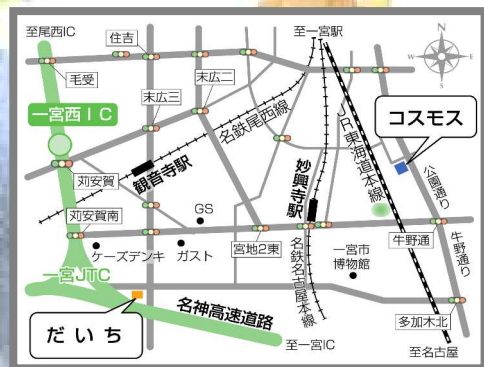 至尾西IC
住吉
至一宮駅
N
W
E
S
毛受
末広三
末広二
コスモス
一宮西IC
名鉄尾西線
JR東海道本線
観音寺駅
妙興寺駅
公園通り
苅安賀
苅安賀南
GS
ケーズデンキ
ガスト
宮地2東
名鉄名古屋本線
一宮市
博物館
牛野通
牛野通り
一宮JTC
だいち
名神高速道路
至一宮IC
多加木北
至名古屋